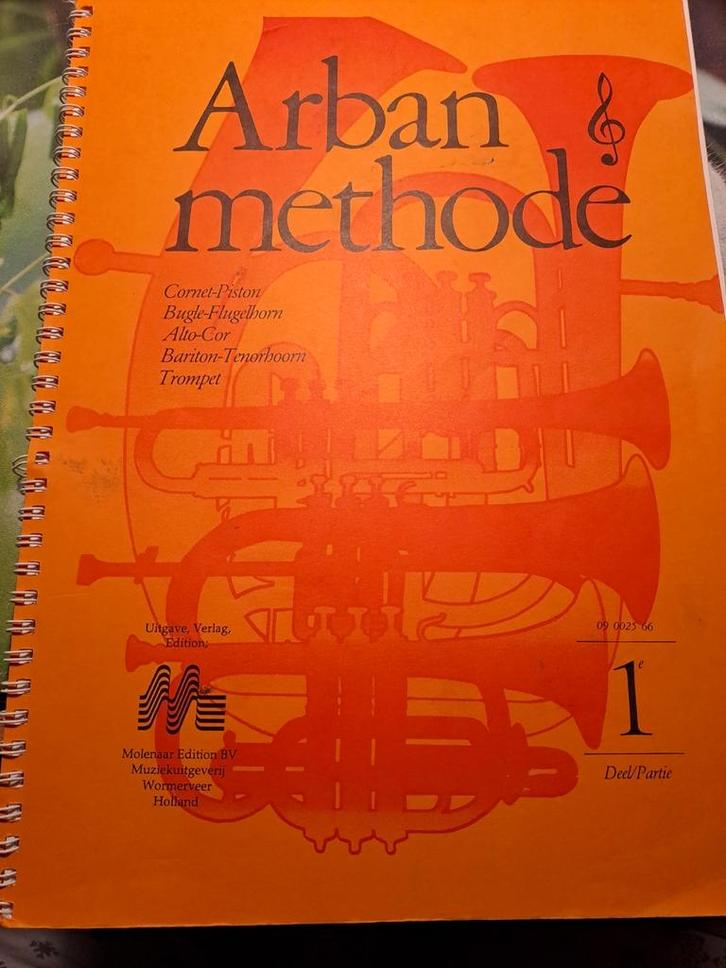 Arban
methode
Cornet-Piston
Bugle-Flugelhorn
Alto-Cor
Bariton-Tenorhoorn
Trompet
Uitgave, Verlag,
Edition;
Molenaar Edition BV
Muziekuitgeverij
Wormerveer
Holland
09 0025 66
1e
Deel/Partie